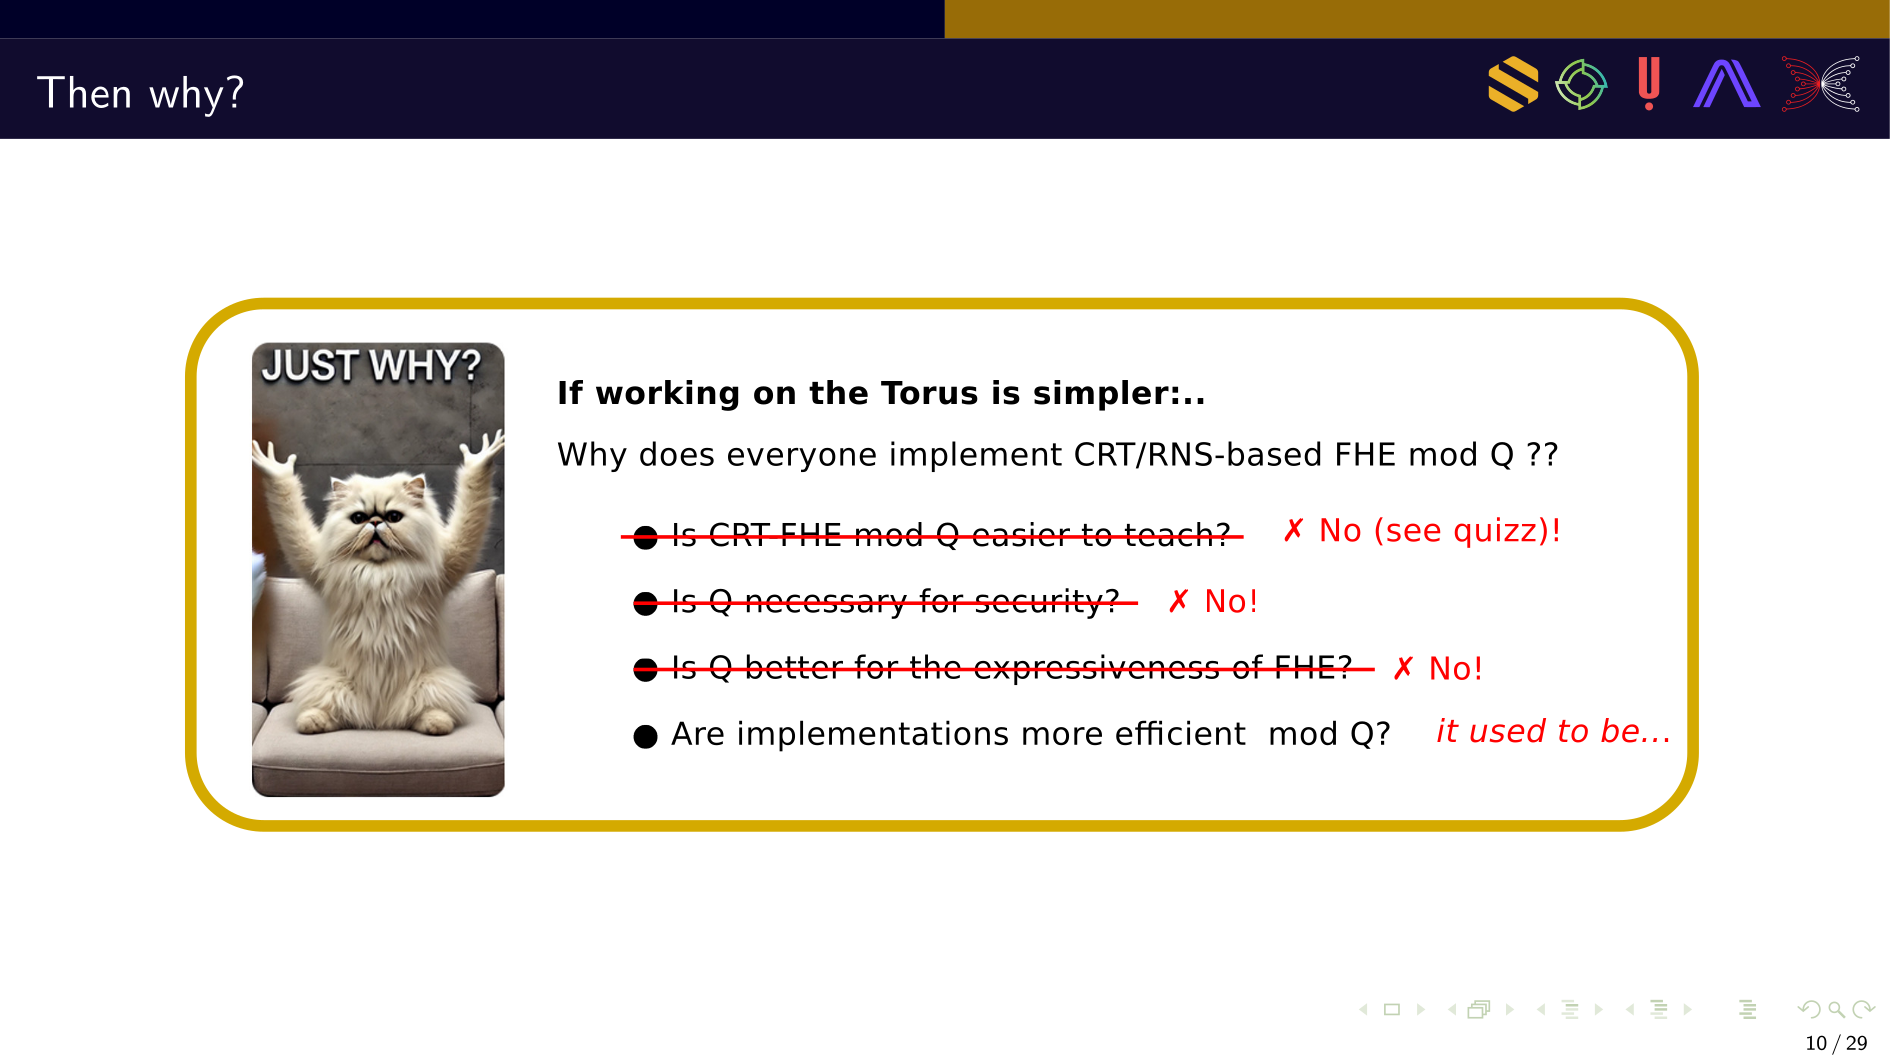 Then why?
JUST WHY?
If working on the Torus is simpler:..
Why does everyone implement CRT/RNS-based FHE mod Q ??
● Is CRT-FHE mod Q easier to teach? ✗ No (see quizz)!
● Is Q necessary for security? ✗ No!
● Is Q better for the expressiveness of FHE? ✗ No!
● Are implementations more efficient mod Q? it used to be...
10 / 29